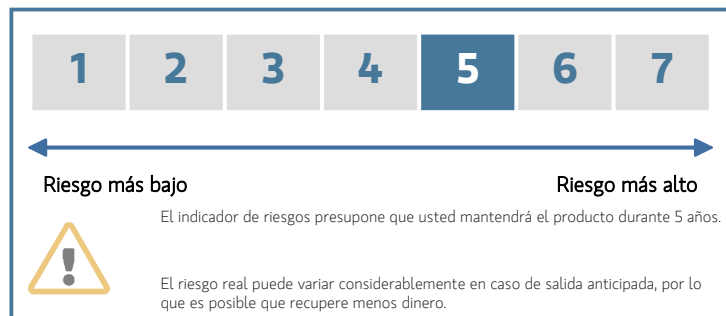 1 2 3 4 5 6 7
Riesgo más bajo Riesgo más alto
El indicador de riesgos presupone que usted mantendrá el producto durante 5 años.
El riesgo real puede variar considerablemente en caso de salida anticipada, por lo
que es posible que recupere menos dinero.